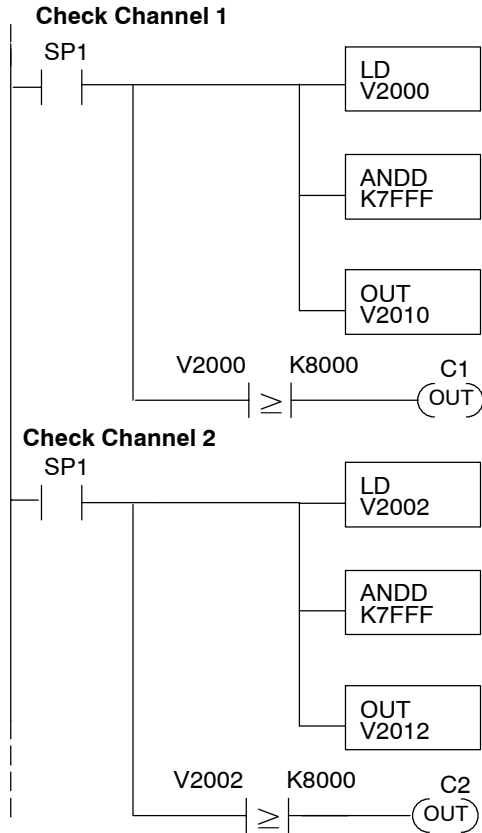 Check Channel 1
SP1
LD
V2000
ANDD
K7FFF
OUT
V2010
V2000 ≥ K8000
C1
OUT
Check Channel 2
SP1
LD
V2002
ANDD
K7FFF
OUT
V2012
V2002 ≥ K8000
C2
OUT